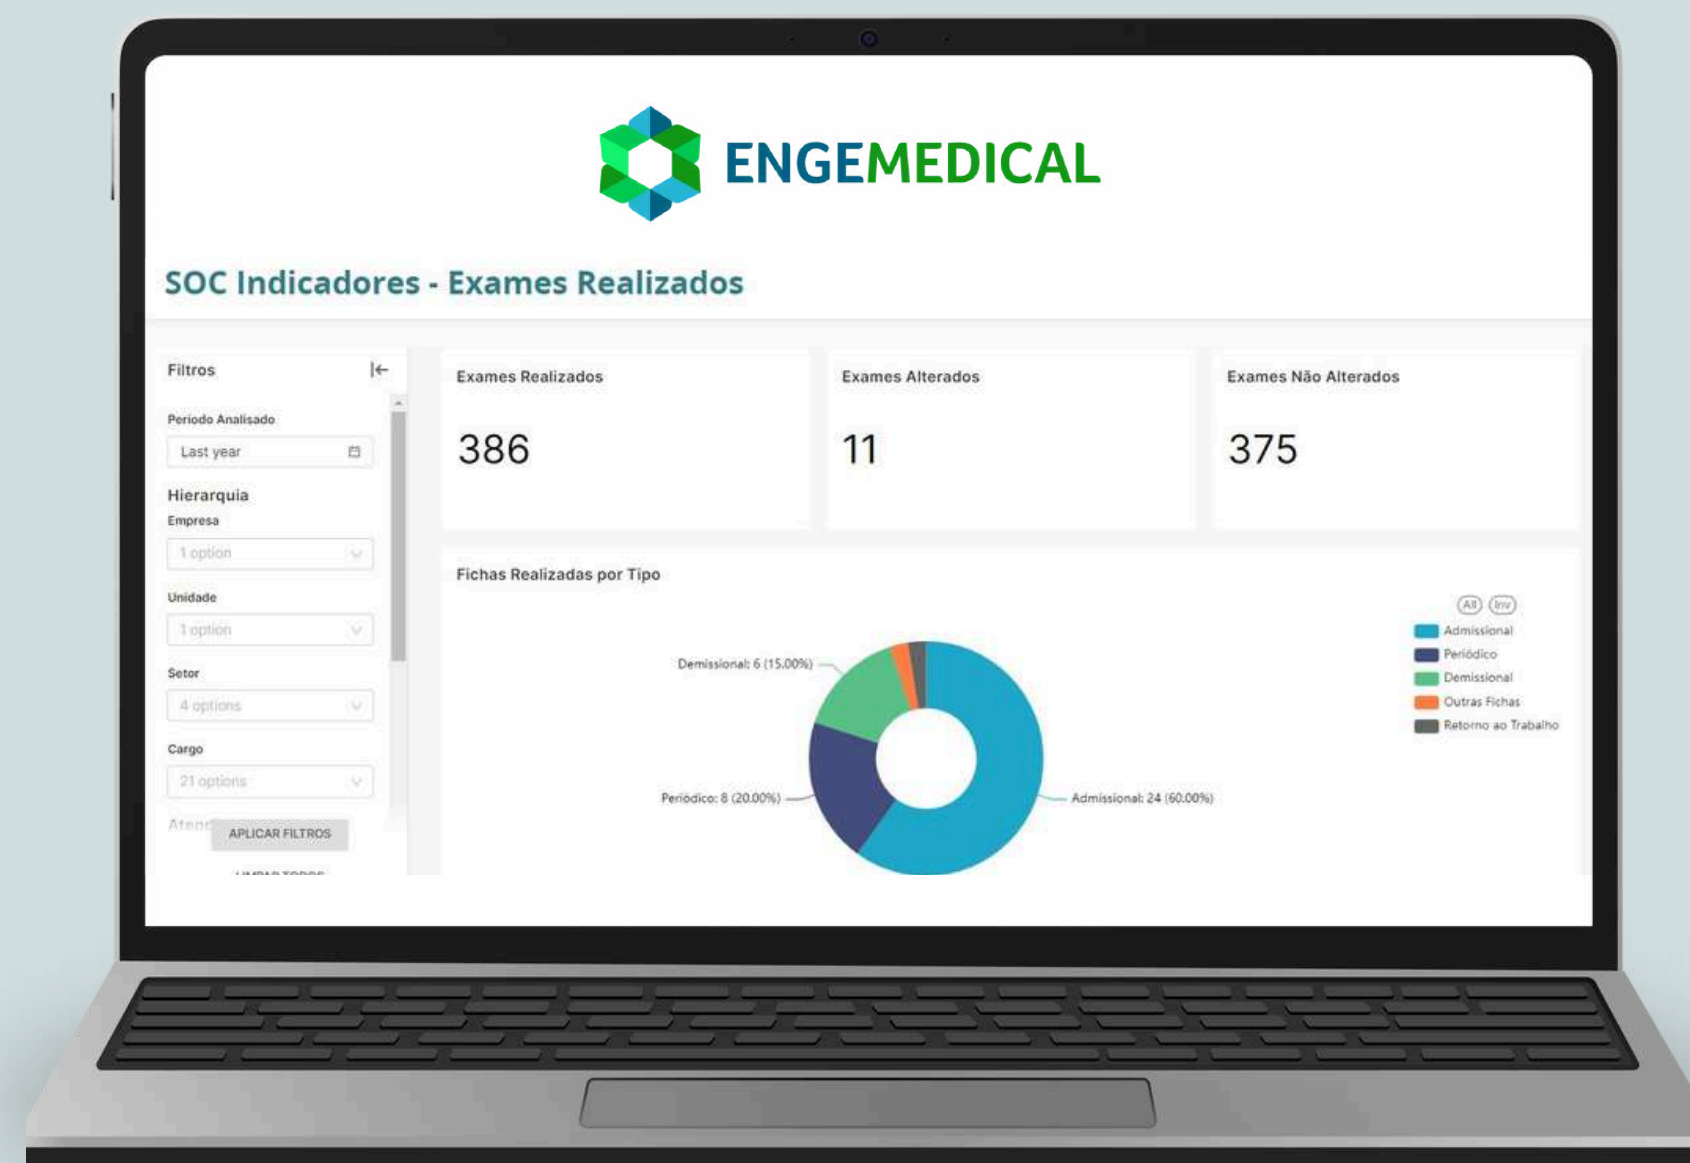 ENGEMEDICAL
SOC Indicadores - Exames Realizados
Filtros
Periodo Analisado
Last year
Hierarquia
Empresa
1 option
Unidade
1 option
Setor
4 options
Cargo
21 options
APLICAR FILTROS
LIMPAR TODOS
Exames Realizados
386
Exames Alterados
11
Exames Não Alterados
375
Fichas Realizadas por Tipo
Demissional: 6 (15.00%)
Periódico: 8 (20.00%)
Admissional: 24 (60.00%)
All Inv
Admissional
Periódico
Demissional
Outras Fichas
Retorno ao Trabalho